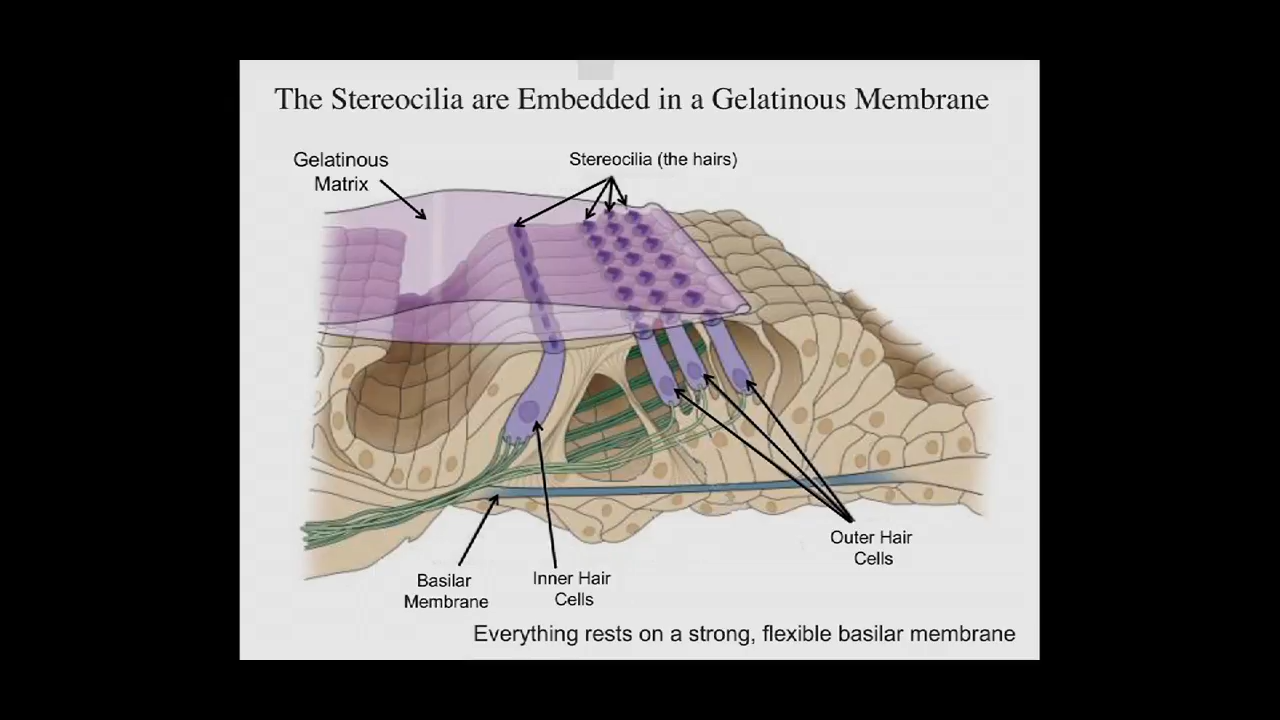 The Stereocilia are Embedded in a Gelatinous Membrane
Gelatinous
Matrix
Stereocilia (the hairs)
Outer Hair
Cells
Basilar
Membrane
Inner Hair
Cells
Everything rests on a strong, flexible basilar membrane